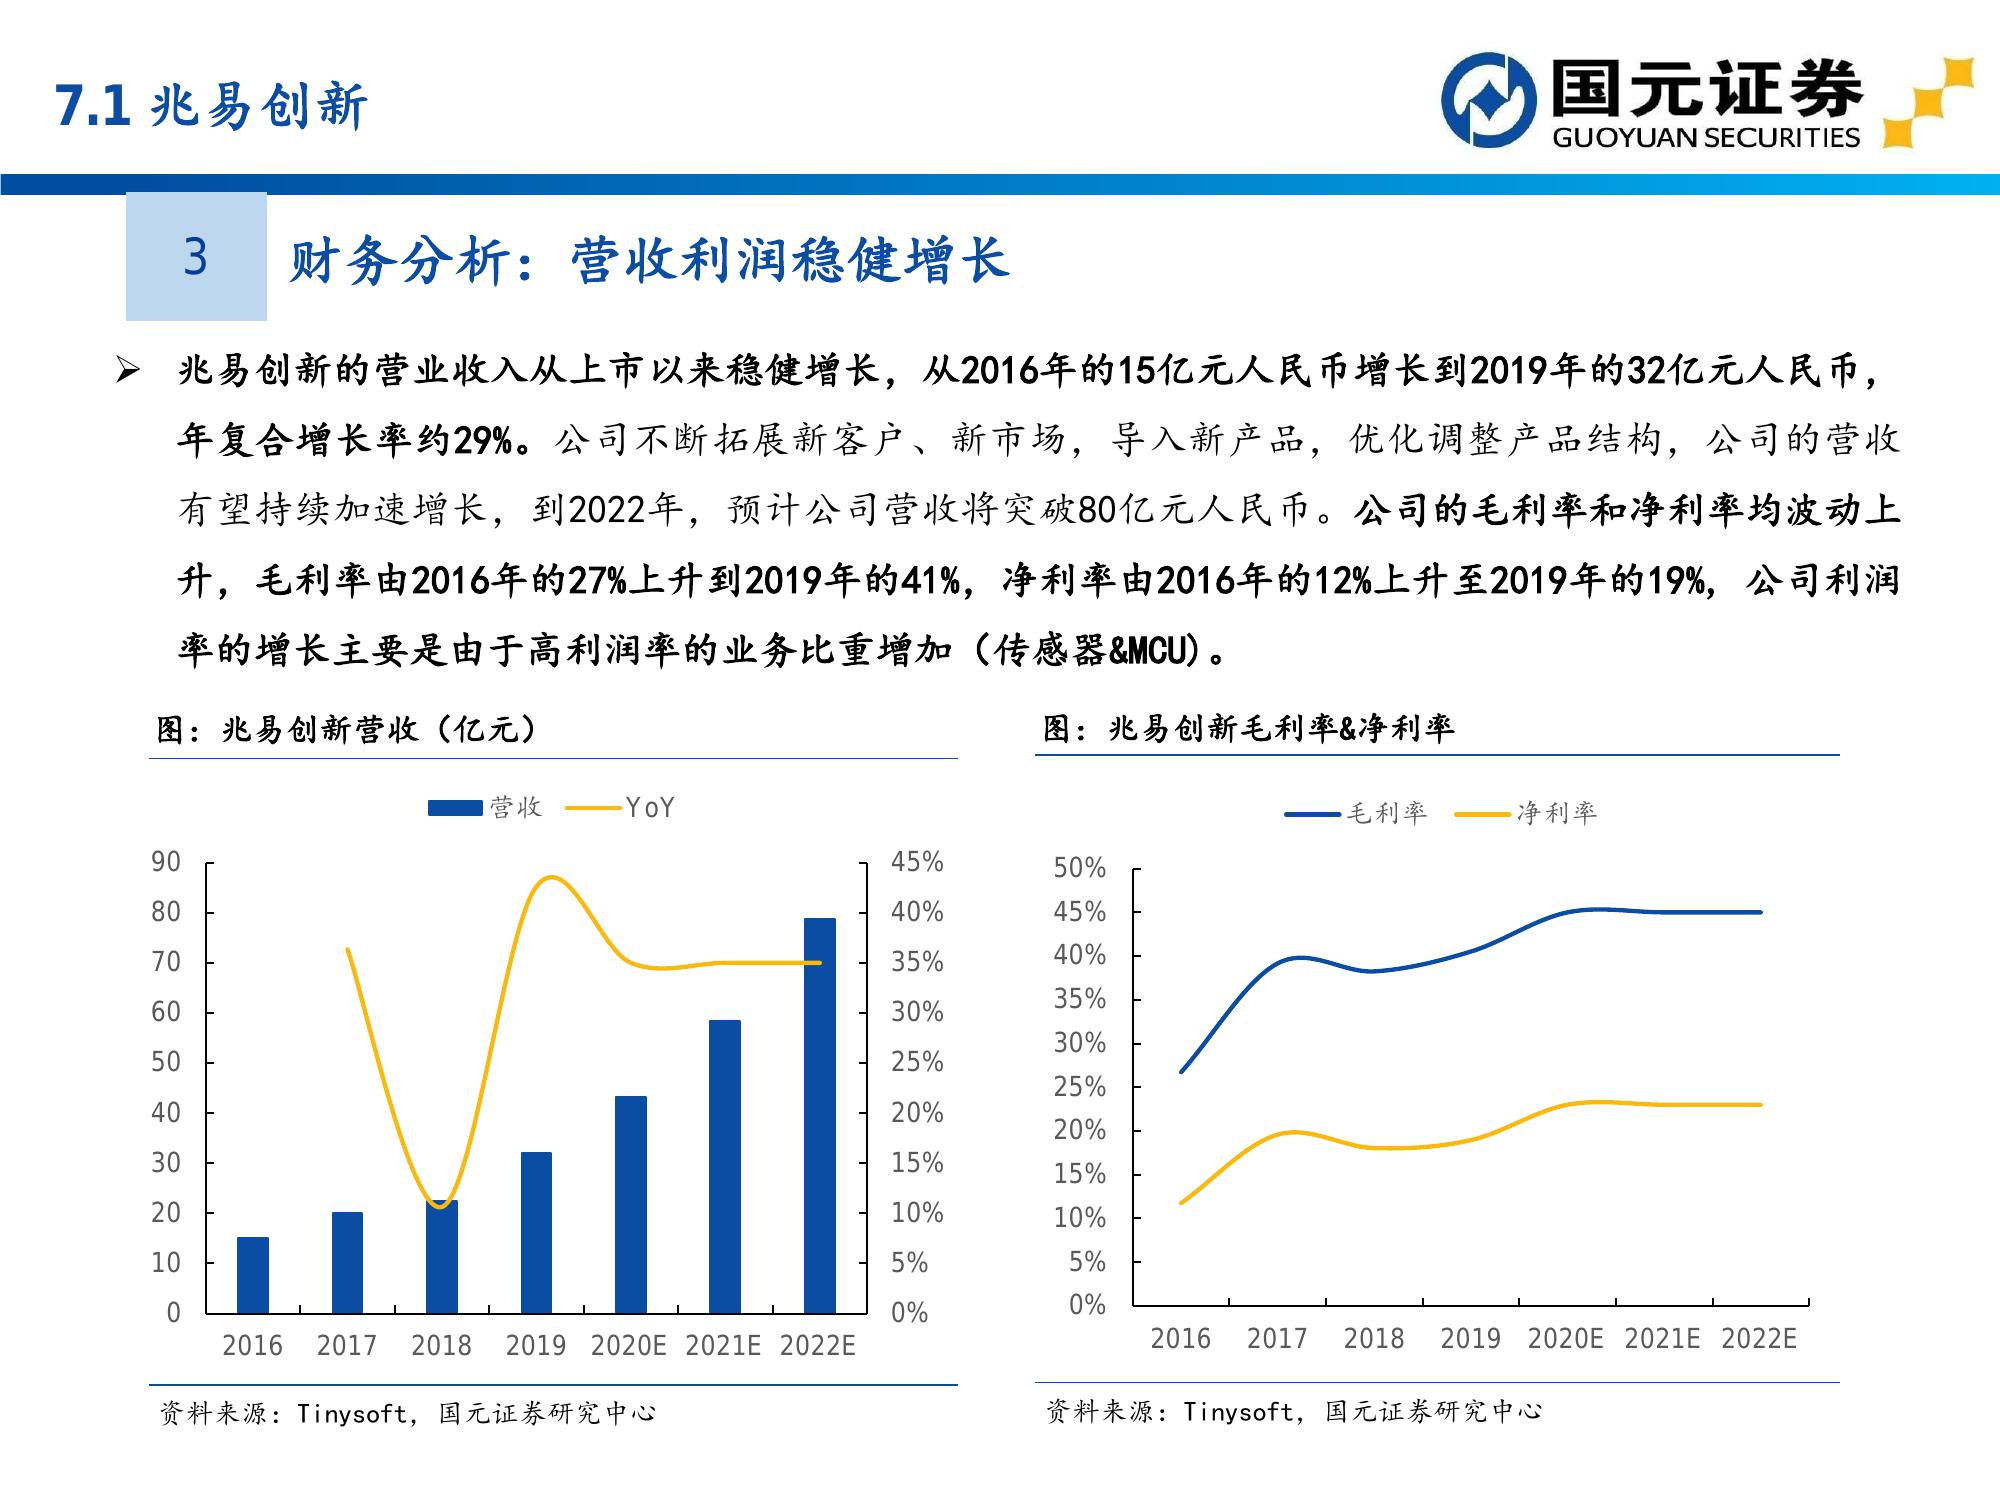 7.1 兆易创新
国元证券
GUOYUAN SECURITIES
3
财务分析：营收利润稳健增长
➢ 兆易创新的营业收入从上市以来稳健增长，从2016年的15亿元人民币增长到2019年的32亿元人民币，
年复合增长率约29%。公司不断拓展新客户、新市场，导入新产品，优化调整产品结构，公司的营收
有望持续加速增长，到2022年，预计公司营收将突破80亿元人民币。公司的毛利率和净利率均波动上
升，毛利率由2016年的27%上升到2019年的41%，净利率由2016年的12%上升至2019年的19%，公司利润
率的增长主要是由于高利润率的业务比重增加（传感器&MCU)。
图：兆易创新营收（亿元）
营收 YoY
90 45%
80 40%
70 35%
60 30%
50 25%
40 20%
30 15%
20 10%
10 5%
0 0%
2016 2017 2018 2019 2020E 2021E 2022E
资料来源：Tinysoft，国元证券研究中心
图：兆易创新毛利率&净利率
毛利率 净利率
50%
45%
40%
35%
30%
25%
20%
15%
10%
5%
0%
2016 2017 2018 2019 2020E 2021E 2022E
资料来源：Tinysoft，国元证券研究中心